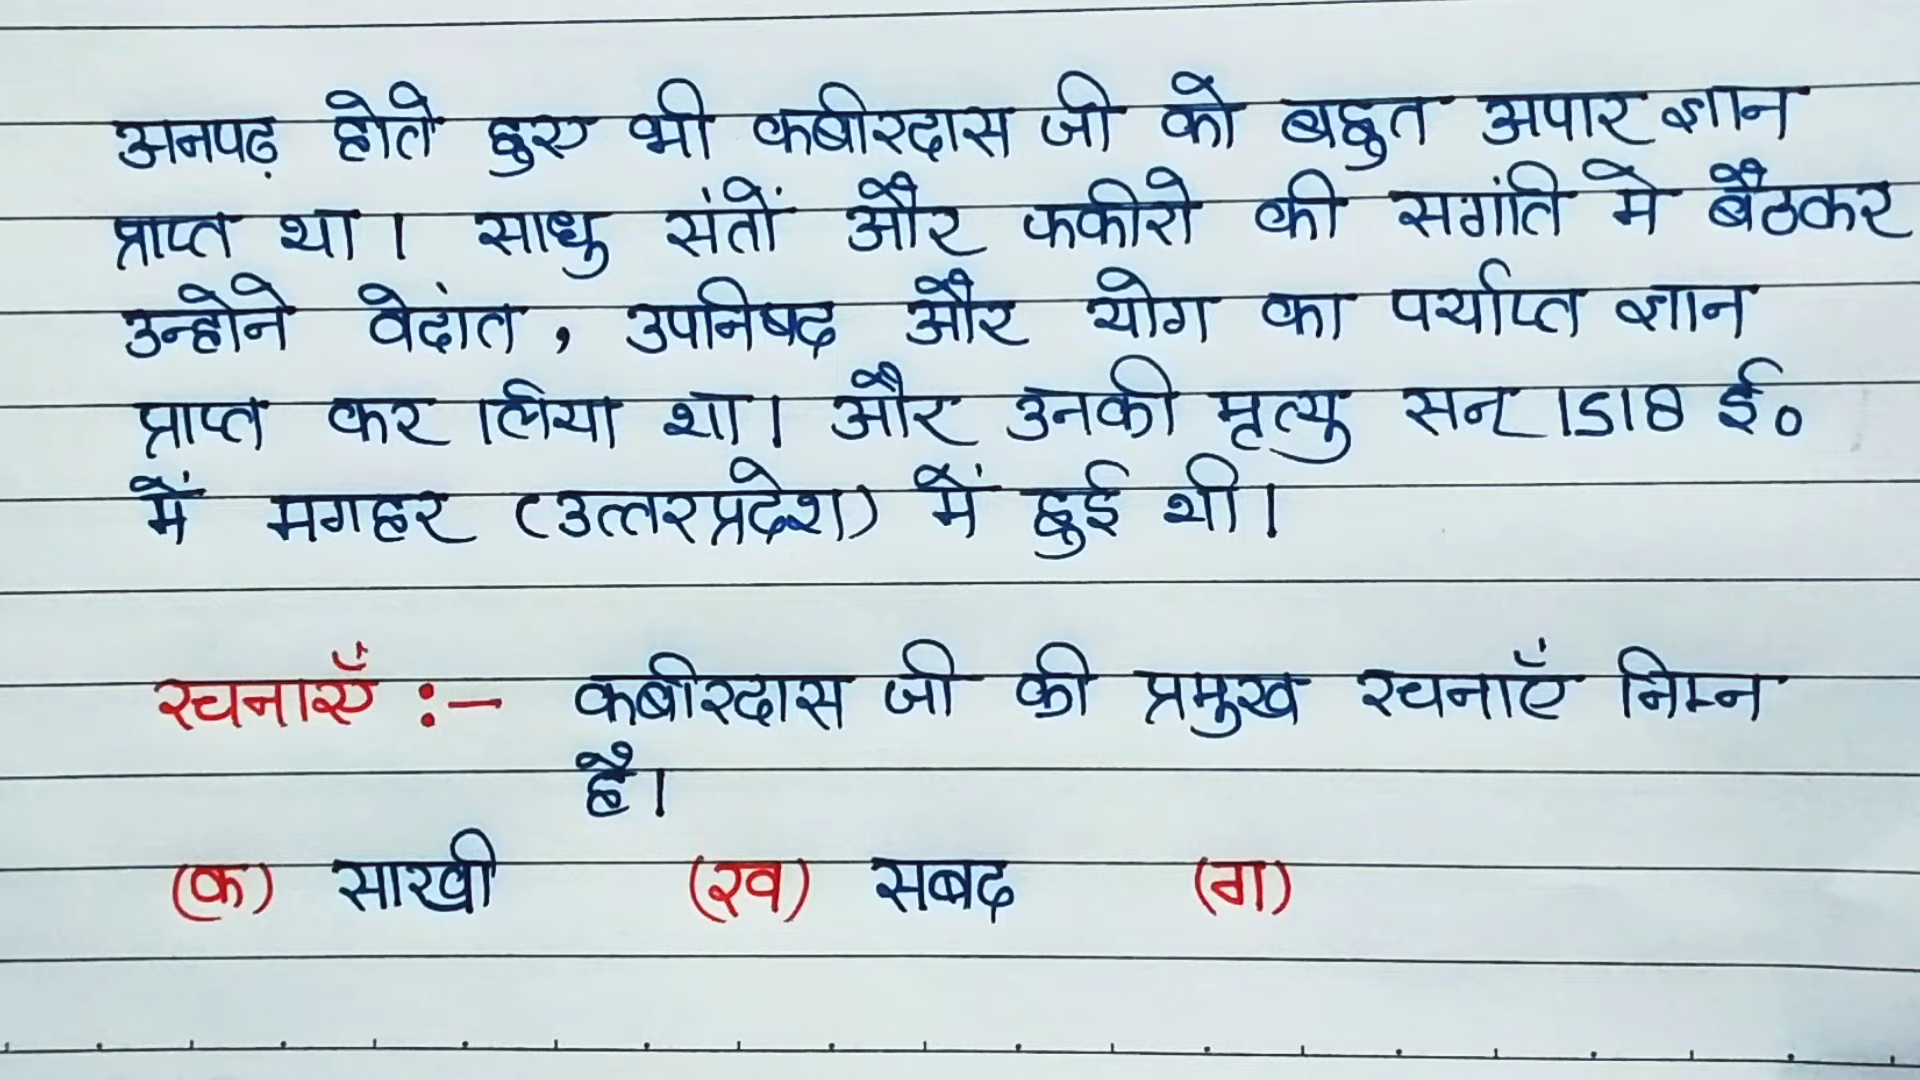 अनपढ़ होते हुए भी कबीरदास जी को बहुत अपार ज्ञान
प्राप्त था। साधु संतों और फकीरो की सगंति मे बैठकर
उन्होने वेदांत, उपनिषद और योग का पर्याप्त ज्ञान
प्राप्त कर लिया था। और उनकी मृत्यु सन् 1518 ई०
में मगहर (उत्तरप्रदेश) में हुई थी।
रचनाएँ :- कबीरदास जी की प्रमुख रचनाएँ निम्न
है।
(क) साखी (ख) सबद (ग)